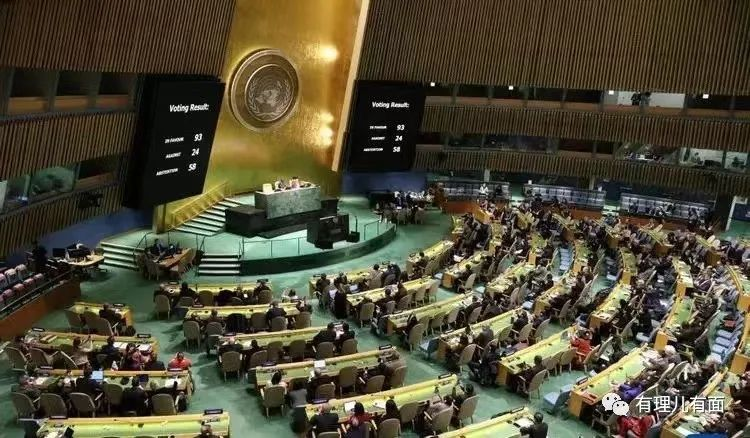 Voting Result:
IN FAVOUR 93
AGAINST 24
ABSTENTION 58
Voting Result:
IN FAVOUR 93
AGAINST 24
ABSTENTION 58
有理儿有面